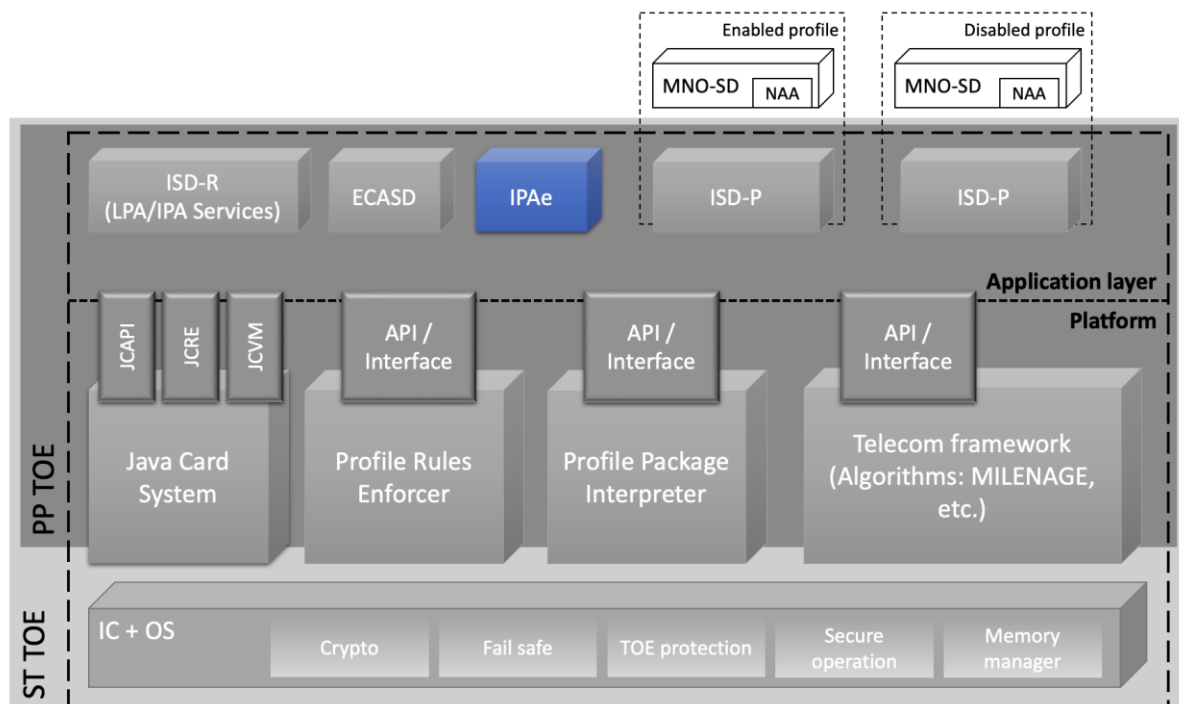 Enabled profile
Disabled profile
MNO-SD
NAA
MNO-SD
NAA
ISD-R
(LPA/IPA Services)
ECASD
IPAe
ISD-P
ISD-P
Application layer
Platform
JCAPI
JCRE
JCVM
API /
Interface
API /
Interface
API /
Interface
Java Card
System
Profile Rules
Enforcer
Profile Package
Interpreter
Telecom framework
(Algorithms: MILENAGE,
etc.)
PP TOE
ST TOE
IC + OS
Crypto
Fail safe
TOE protection
Secure
operation
Memory
manager